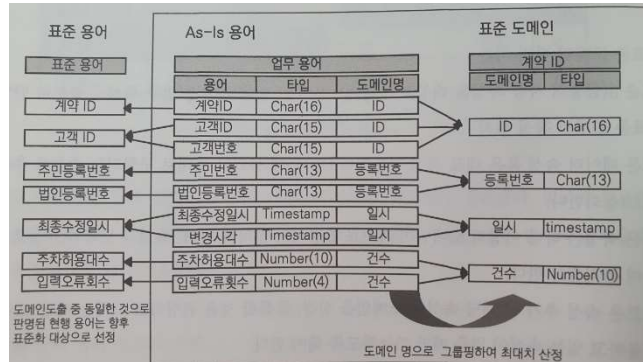 표준 용어 As-Is 용어 표준 도메인
표준 용어 업무 용어 계약 ID
용어 타입 도메인명 도메인명 타입
계약 ID 계약ID Char(16) ID
고객 ID 고객ID Char(15) ID ID Char(16)
고객번호 Char(15) ID
주민등록번호 주민번호 Char(13) 등록번호 등록번호 Char(13)
법인등록번호 법인등록번호 Char(13) 등록번호
최종수정일시 최종수정일시 Timestamp 일시 일시 timestamp
변경시각 Timestamp 일시
주차허용대수 주차허용대수 Number(10) 건수 건수 Number(10)
입력오류횟수 입력오류횟수 Number(4) 건수
도메인도출 중 동일한 것으로
판명된 현행 용어는 향후
표준화 대상으로 선정
도메인 명으로 그룹핑하여 최대치 산정